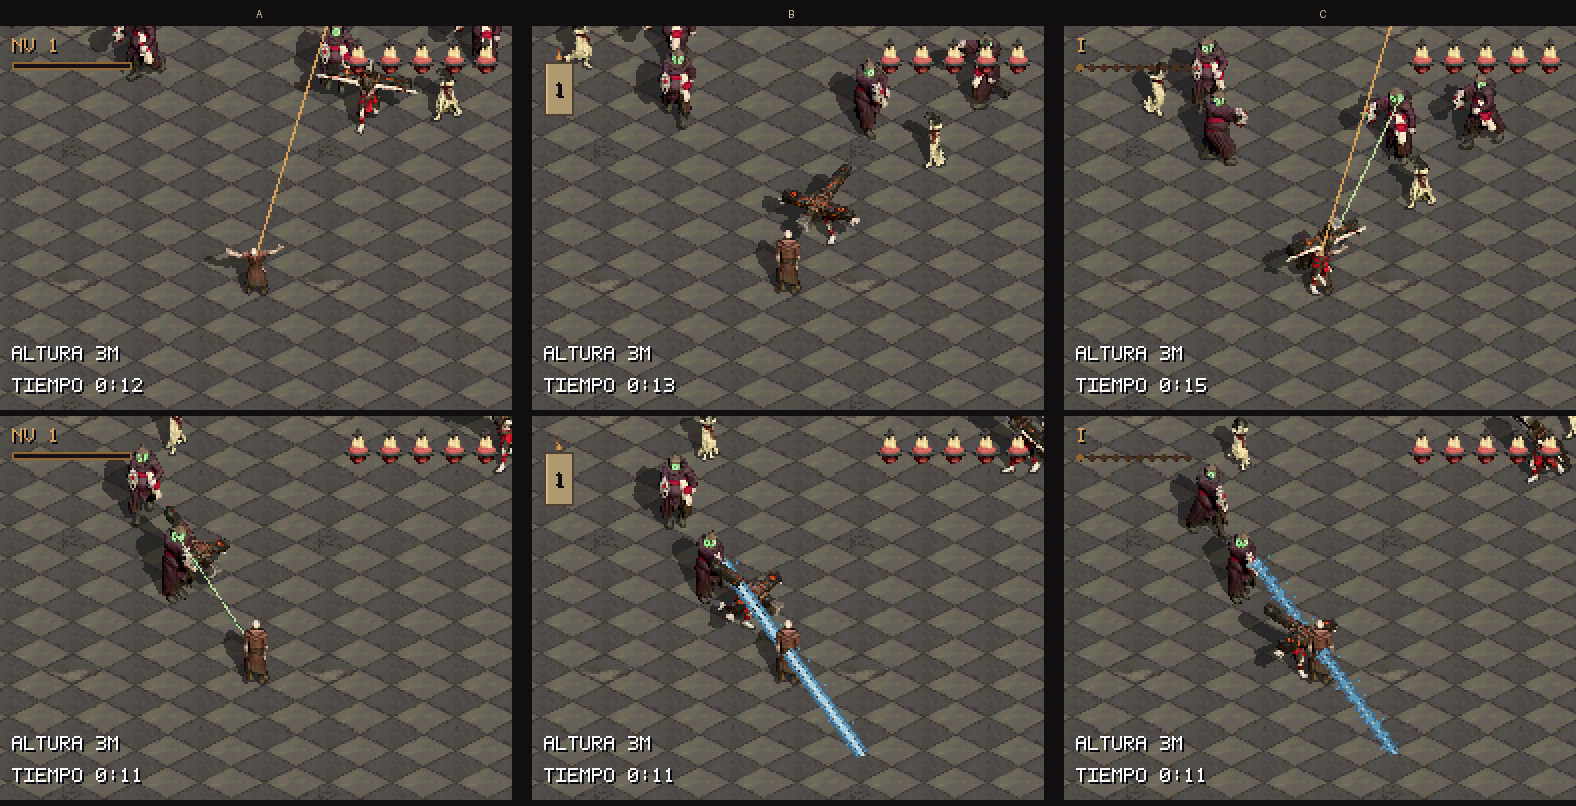 A
B
C
NV 1
1
I
ALTURA 3M
TIEMPO 0:12
ALTURA 3M
TIEMPO 0:13
ALTURA 3M
TIEMPO 0:15
NV 1
1
I
ALTURA 3M
TIEMPO 0:11
ALTURA 3M
TIEMPO 0:11
ALTURA 3M
TIEMPO 0:11